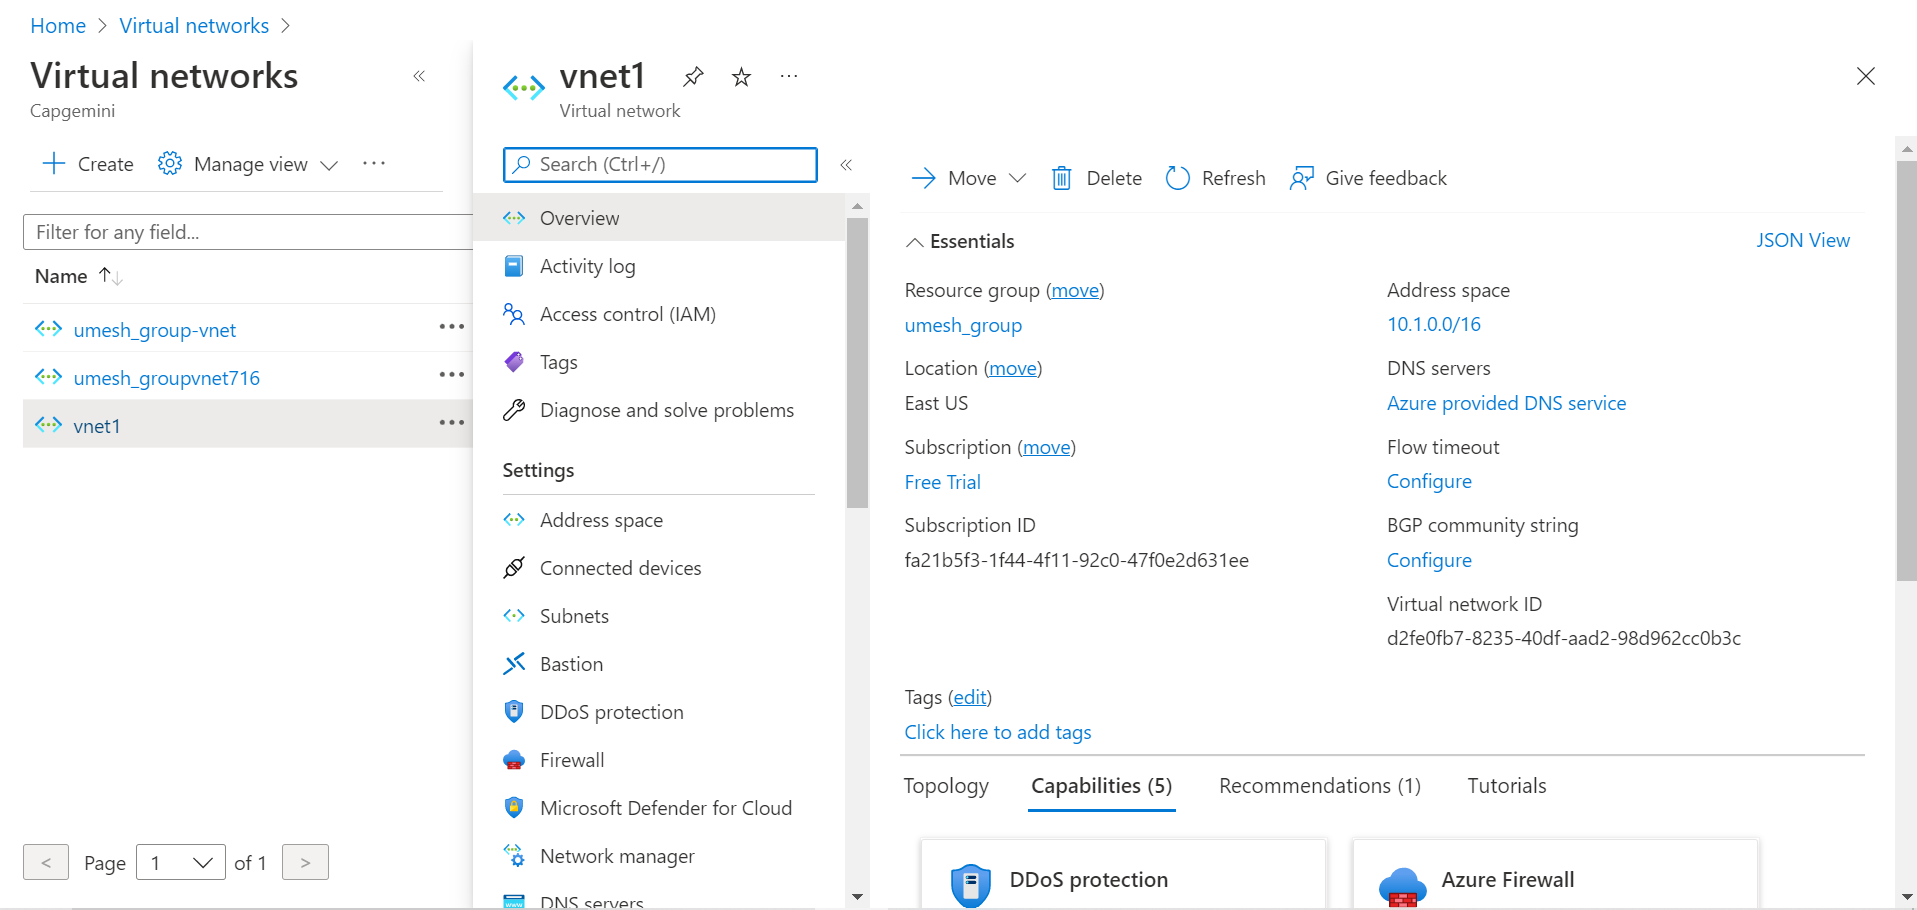 Home > Virtual networks >
Virtual networks «
Capgemini
Create Manage view ...
Filter for any field...
Name ↑↓
umesh_group-vnet ...
umesh_groupvnet716 ...
vnet1 ...
< Page 1 of 1 >
vnet1 ...
Virtual network
Search (Ctrl+/) «
Overview
Activity log
Access control (IAM)
Tags
Diagnose and solve problems
Settings
Address space
Connected devices
Subnets
Bastion
DDoS protection
Firewall
Microsoft Defender for Cloud
Network manager
DNS servers
Move Delete Refresh Give feedback
Essentials JSON View
Resource group (move)
umesh_group
Location (move)
East US
Subscription (move)
Free Trial
Subscription ID
fa21b5f3-1f44-4f11-92c0-47f0e2d631ee
Address space
10.1.0.0/16
DNS servers
Azure provided DNS service
Flow timeout
Configure
BGP community string
Configure
Virtual network ID
d2fe0fb7-8235-40df-aad2-98d962cc0b3c
Tags (edit)
Click here to add tags
Topology Capabilities (5) Recommendations (1) Tutorials
DDoS protection Azure Firewall